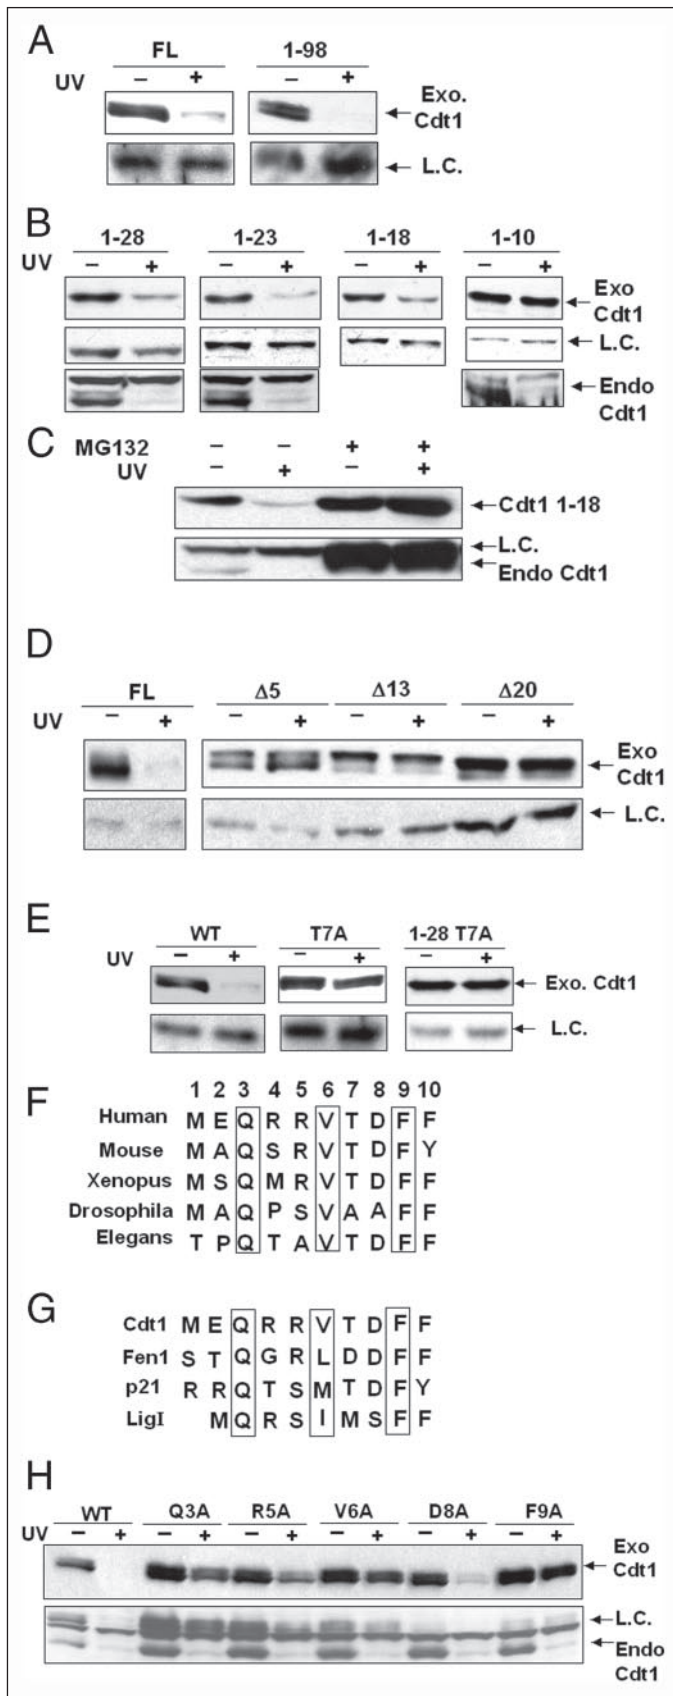 A
FL 1-98
UV − + − +
Exo.
Cdt1
L.C.
B
1-28 1-23 1-18 1-10
UV − + − + − + − +
Exo
Cdt1
L.C.
Endo
Cdt1
C
MG132 − − + +
UV − + − +
Cdt1 1-18
L.C.
Endo Cdt1
D
FL Δ5 Δ13 Δ20
UV − + − + − + − +
Exo
Cdt1
L.C.
E
WT T7A 1-28 T7A
UV − + − + − +
Exo. Cdt1
L.C.
F
1 2 3 4 5 6 7 8 9 10
Human M E Q R R V T D F F
Mouse M A Q S R V T D F Y
Xenopus M S Q M R V T D F F
Drosophila M A Q P S V A A F F
Elegans T P Q T A V T D F F
G
Cdt1 M E Q R R V T D F F
Fen1 S T Q G R L D D F F
p21 R R Q T S M T D F Y
LigI M Q R S I M S F F
H
WT Q3A R5A V6A D8A F9A
UV − + − + − + − + − + − +
Exo
Cdt1
L.C.
Endo
Cdt1